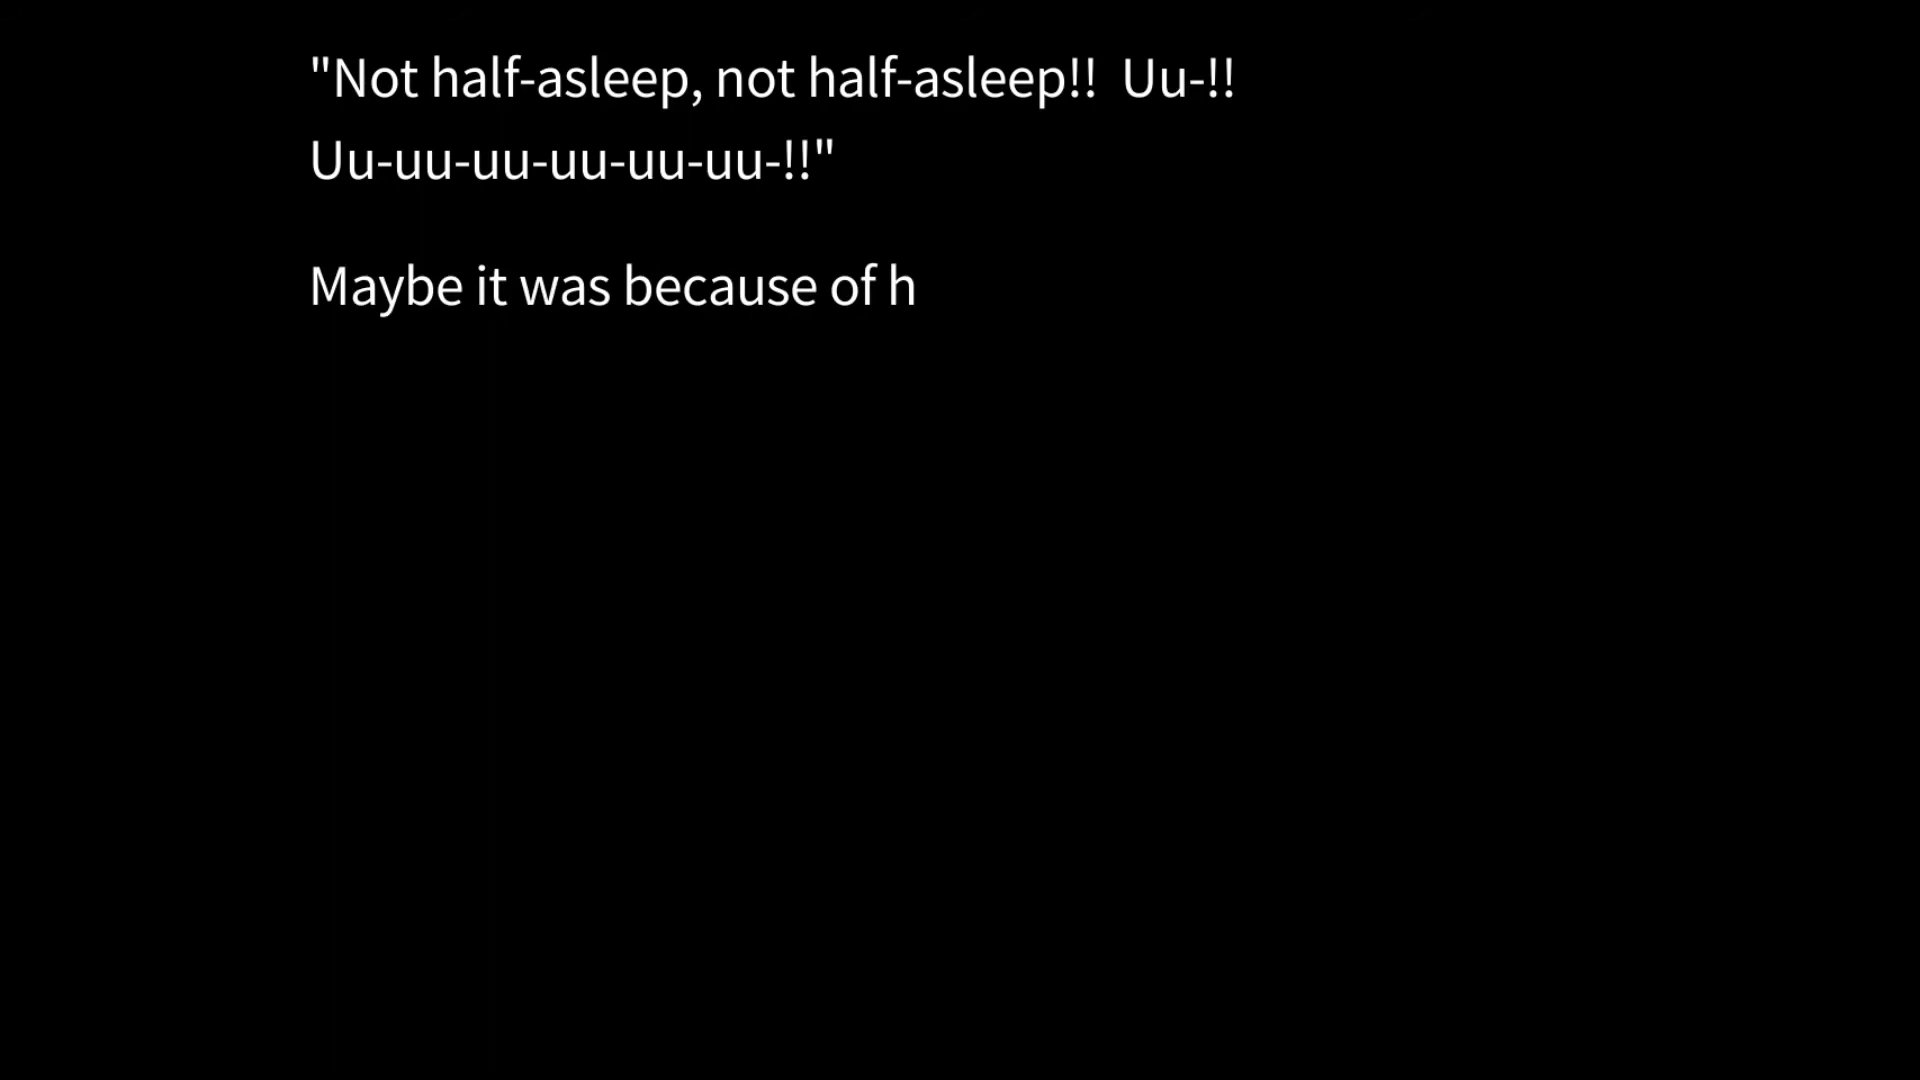 "Not half-asleep, not half-asleep!!  Uu-!!
Uu-uu-uu-uu-uu-uu-!!"
Maybe it was because of h